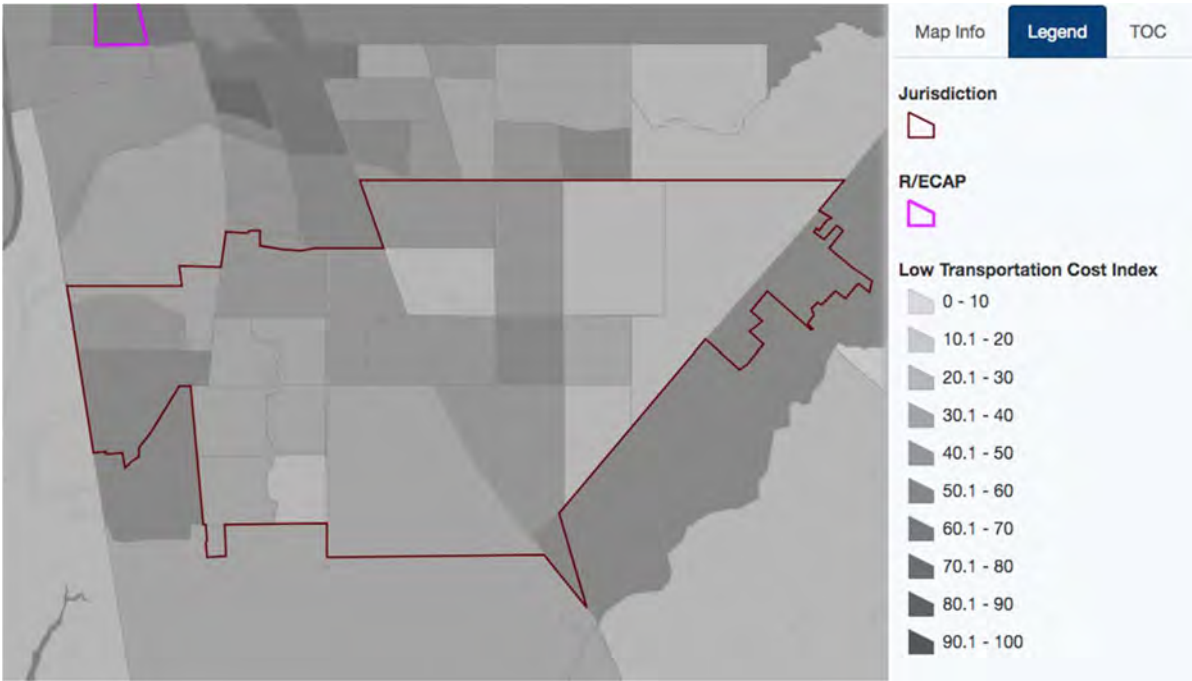 Map Info Legend TOC
Jurisdiction
R/ECAP
Low Transportation Cost Index
0 - 10
10.1 - 20
20.1 - 30
30.1 - 40
40.1 - 50
50.1 - 60
60.1 - 70
70.1 - 80
80.1 - 90
90.1 - 100